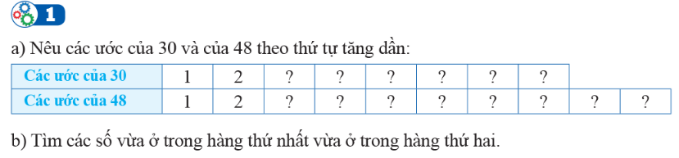 1
a) Nêu các ước của 30 và của 48 theo thứ tự tăng dần:
Các ước của 30 1 2 ? ? ? ? ? ?
Các ước của 48 1 2 ? ? ? ? ? ? ? ?
b) Tìm các số vừa ở trong hàng thứ nhất vừa ở trong hàng thứ hai.